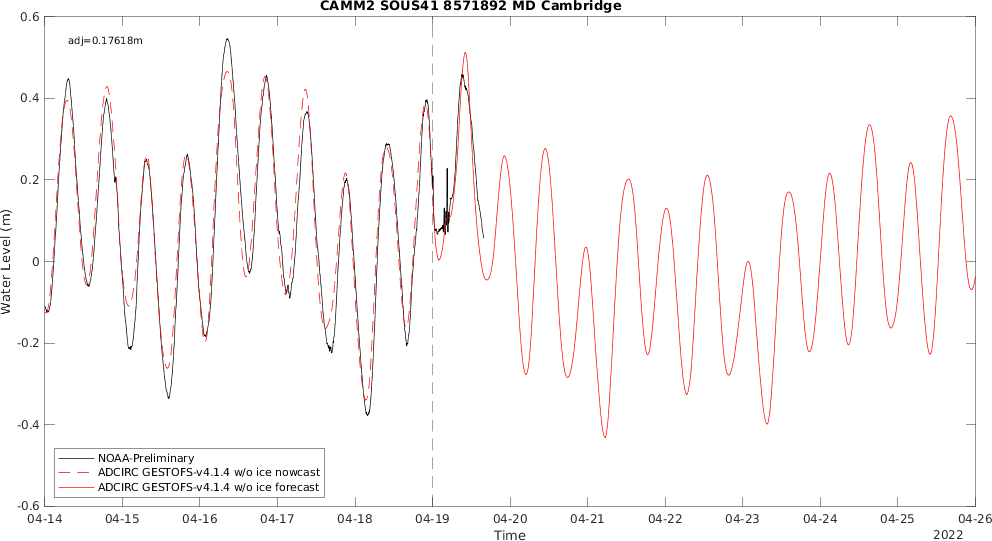 CAMM2 SOUS41 8571892 MD Cambridge
adj=0.17618m
0.6
0.4
0.2
0
-0.2
-0.4
-0.6
Water Level (m)
NOAA-Preliminary
ADCIRC GESTOFS-v4.1.4 w/o ice nowcast
ADCIRC GESTOFS-v4.1.4 w/o ice forecast
04-14 04-15 04-16 04-17 04-18 04-19 04-20 04-21 04-22 04-23 04-24 04-25 04-26
Time
2022